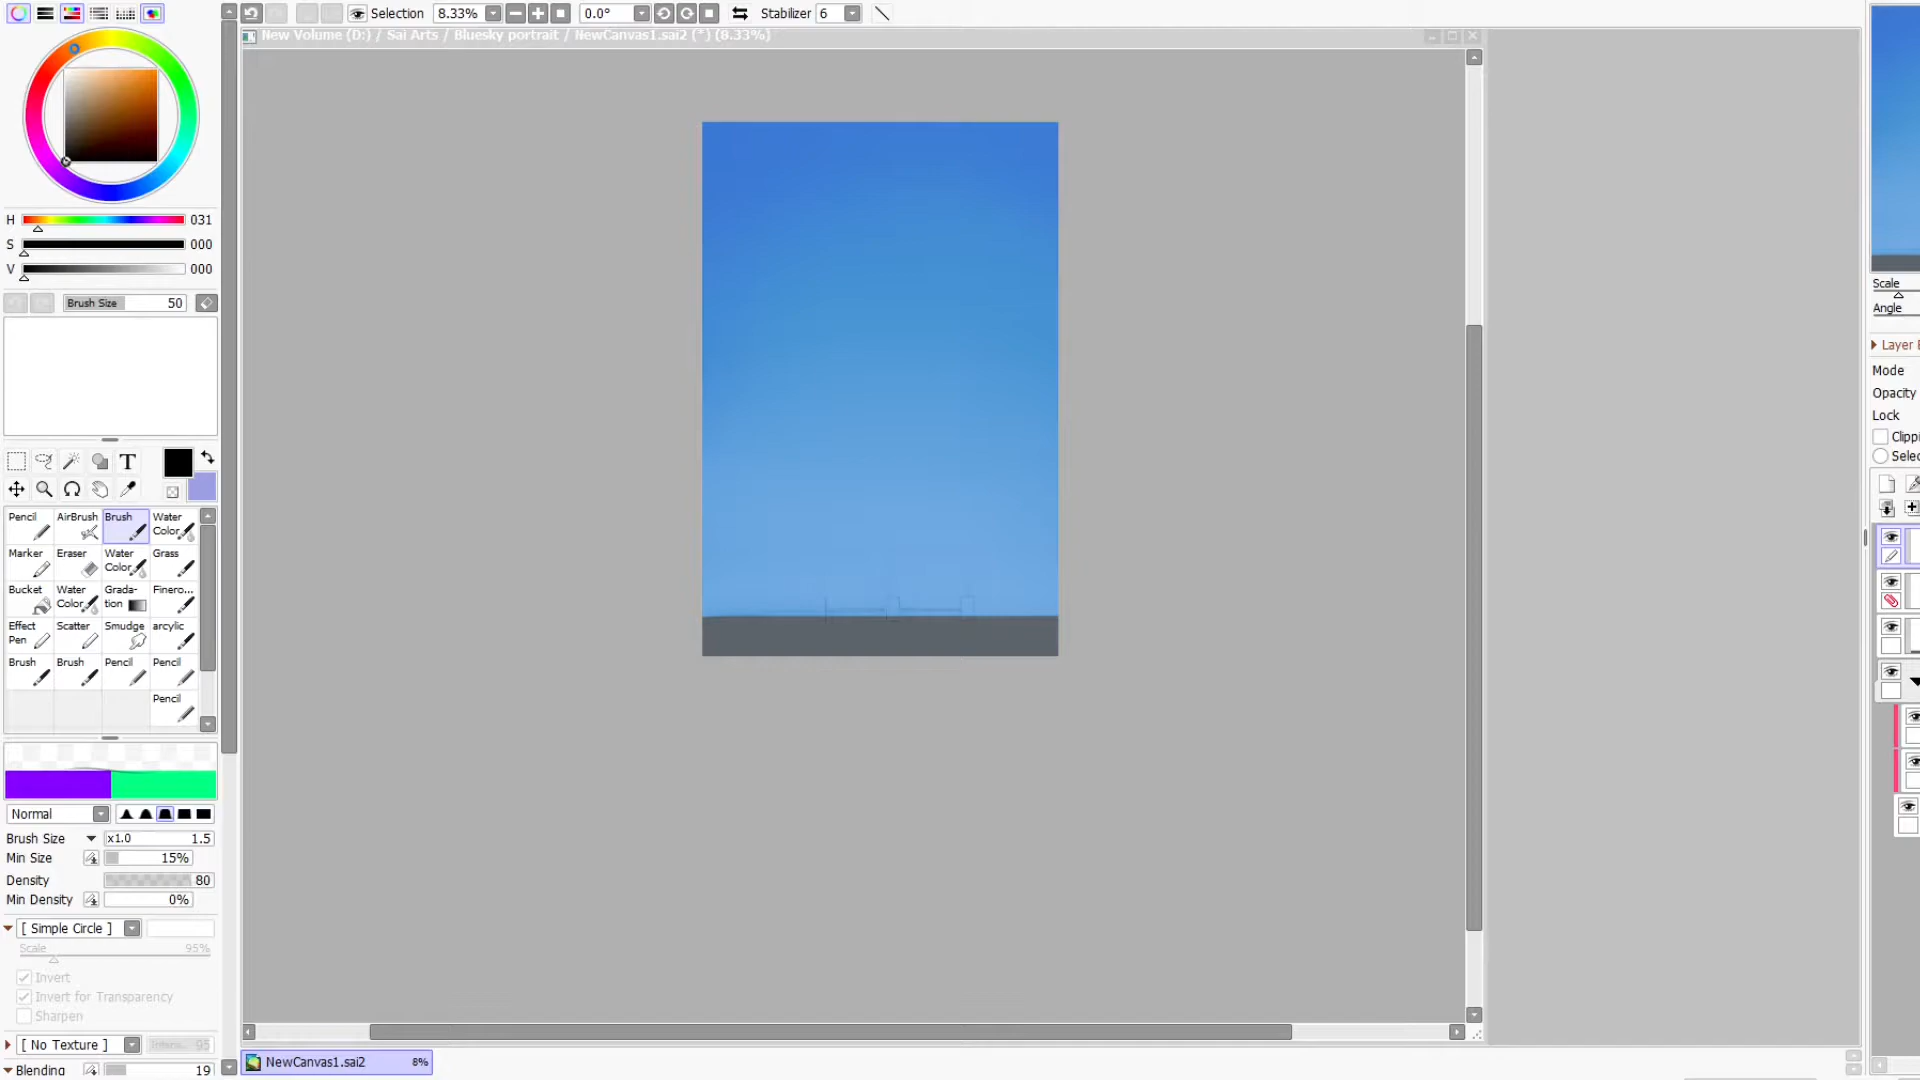 Selection 8.33% 0.0° Stabilizer 6
New Volume (D:) / Sai Arts / Bluesky portrait / NewCanvas1.sai2 (*) (8.33%)
H 031
S 000
V 000
Brush Size 50
T
Pencil AirBrush Brush Water Color
Marker Eraser Water Color Grass
Bucket Water Color Grada-tion Finero...
Effect Pen Scatter Smudge arcylic
Brush Brush Pencil Pencil
Pencil
Normal
Brush Size x1.0 1.5
Min Size 15%
Density 80
Min Density 0%
[ Simple Circle ]
Scale 95%
Invert
Invert for Transparency
Sharpen
[ No Texture ] 95
Blending 19
NewCanvas1.sai2 8%
Scale
Angle
Layer
Mode
Opacity
Lock
Clippi
Selec